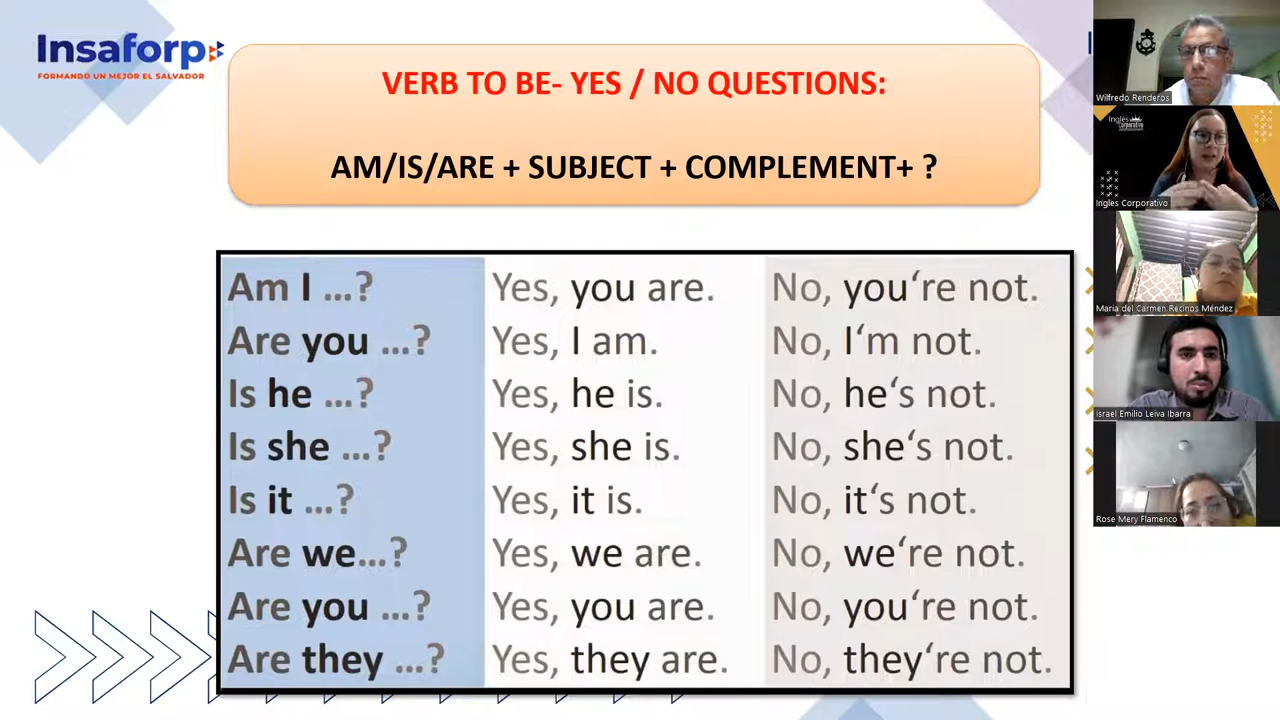 Insaforp
FORMANDO UN MEJOR EL SALVADOR
VERB TO BE- YES / NO QUESTIONS:
AM/IS/ARE + SUBJECT + COMPLEMENT+ ?
Am I ...? Yes, you are. No, you‘re not.
Are you ...? Yes, I am. No, I‘m not.
Is he ...? Yes, he is. No, he‘s not.
Is she ...? Yes, she is. No, she‘s not.
Is it ...? Yes, it is. No, it‘s not.
Are we...? Yes, we are. No, we‘re not.
Are you ...? Yes, you are. No, you‘re not.
Are they ...? Yes, they are. No, they‘re not.
Wilfredo Renderos
Inglés
Corporativo
Ingles Corporativo
Maria del Carmen Recinos Méndez
Israel Emilio Leiva Ibarra
Rose Mery Flamenco